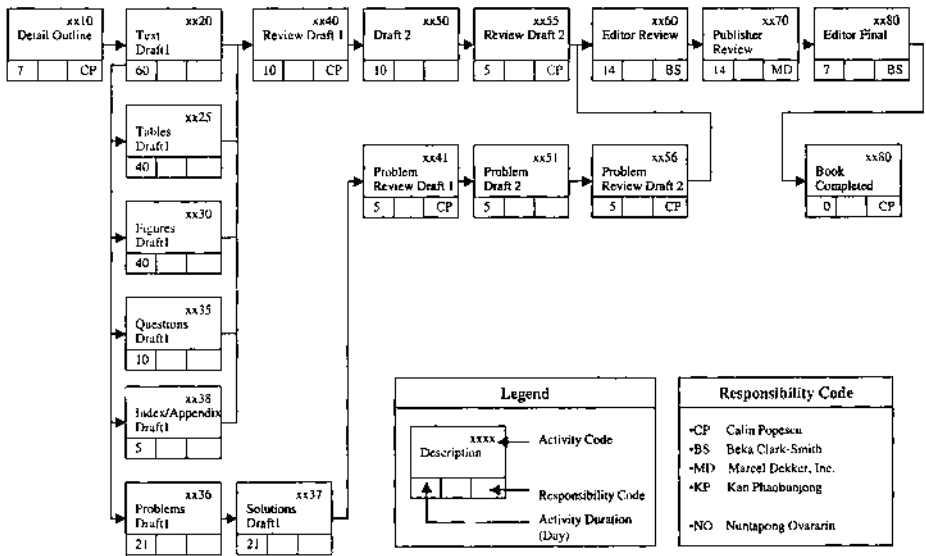 xx10
Detail Outline
7 CP
xx20
Text
Draft1
60
xx40
Review Draft 1
10 CP
xx50
Draft 2
10
xx55
Review Draft 2
5 CP
xx60
Editor Review
14 BS
xx70
Publisher
Review
14 MD
xx80
Editor Final
7 BS
xx25
Tables
Draft1
40
xx41
Problem
Review Draft 1
5 CP
xx51
Problem
Draft 2
5
xx56
Problem
Review Draft 2
5 CP
xx80
Book
Completed
0 CP
xx30
Figures
Draft1
40
xx35
Questions
Draft1
10
xx38
Index/Appendix
Draft1
5
xx36
Problems
Draft1
21
xx37
Solutions
Draft1
21
Legend
xxxx
Description
Activity Code
Responsibility Code
Activity Duration
(Day)
Responsibility Code
•CP Calin Popescu
•BS Beka Clark-Smith
•MD Marcel Dekker, Inc.
•KP Kan Phaobunjong
•NO Nuntapong Ovararin